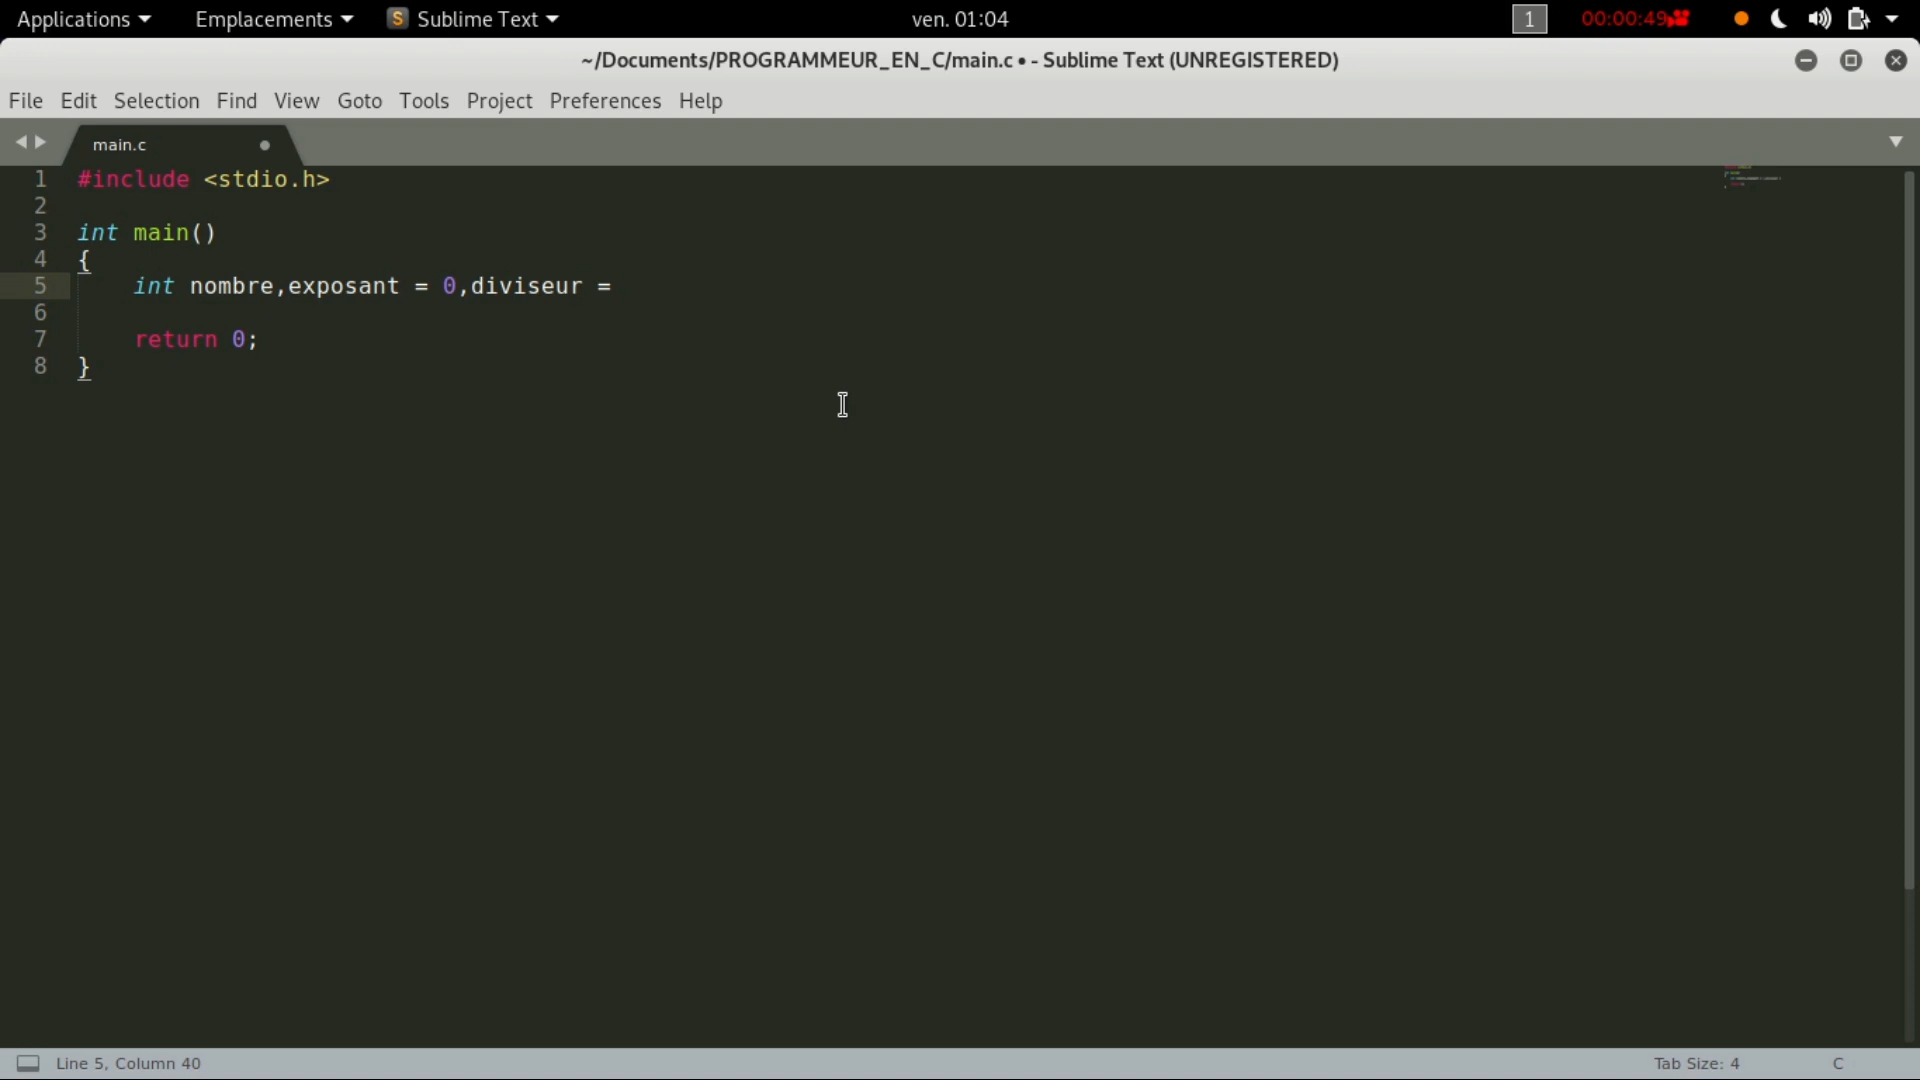 Applications Emplacements Sublime Text ven. 01:04 1 00:00:49
~/Documents/PROGRAMMEUR_EN_C/main.c • - Sublime Text (UNREGISTERED)
File Edit Selection Find View Goto Tools Project Preferences Help
main.c
1 #include <stdio.h>
2
3 int main()
4 {
5 int nombre,exposant = 0,diviseur =
6
7 return 0;
8 }
Line 5, Column 40 Tab Size: 4 C